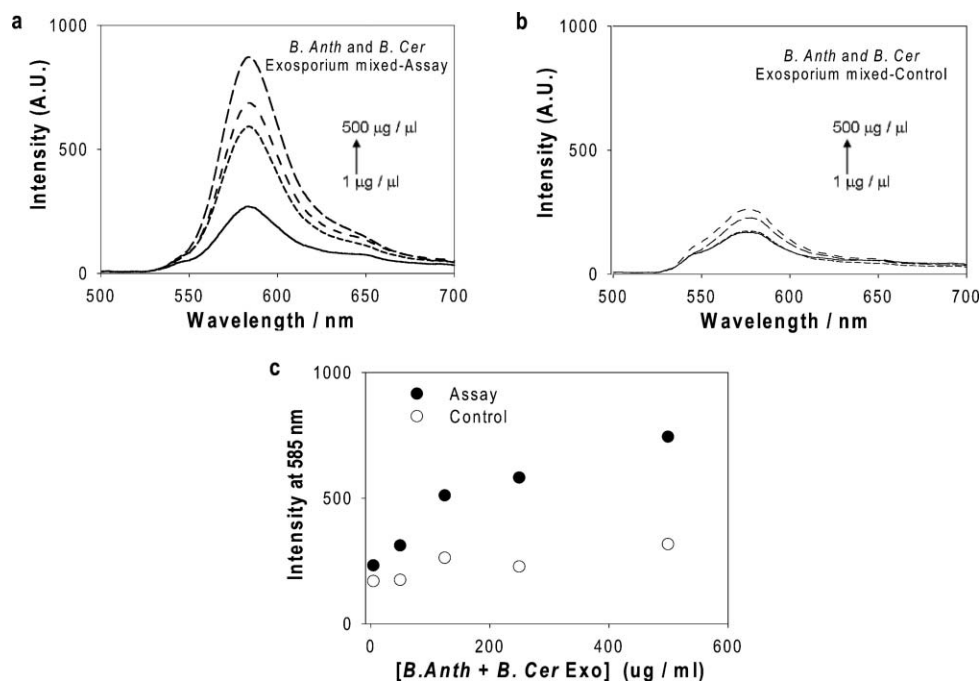 a
1000
500
0
Intensity (A.U.)
B. Anth and B. Cer
Exosporium mixed-Assay
500 µg / µl
1 µg / µl
500 550 600 650 700
Wavelength / nm
b
1000
500
0
Intensity (A.U.)
B. Anth and B. Cer
Exosporium mixed-Control
500 µg / µl
1 µg / µl
500 550 600 650 700
Wavelength / nm
c
1000
500
0
Intensity at 585 nm
Assay
Control
0 200 400 600
[B.Anth + B. Cer Exo] (ug / ml)